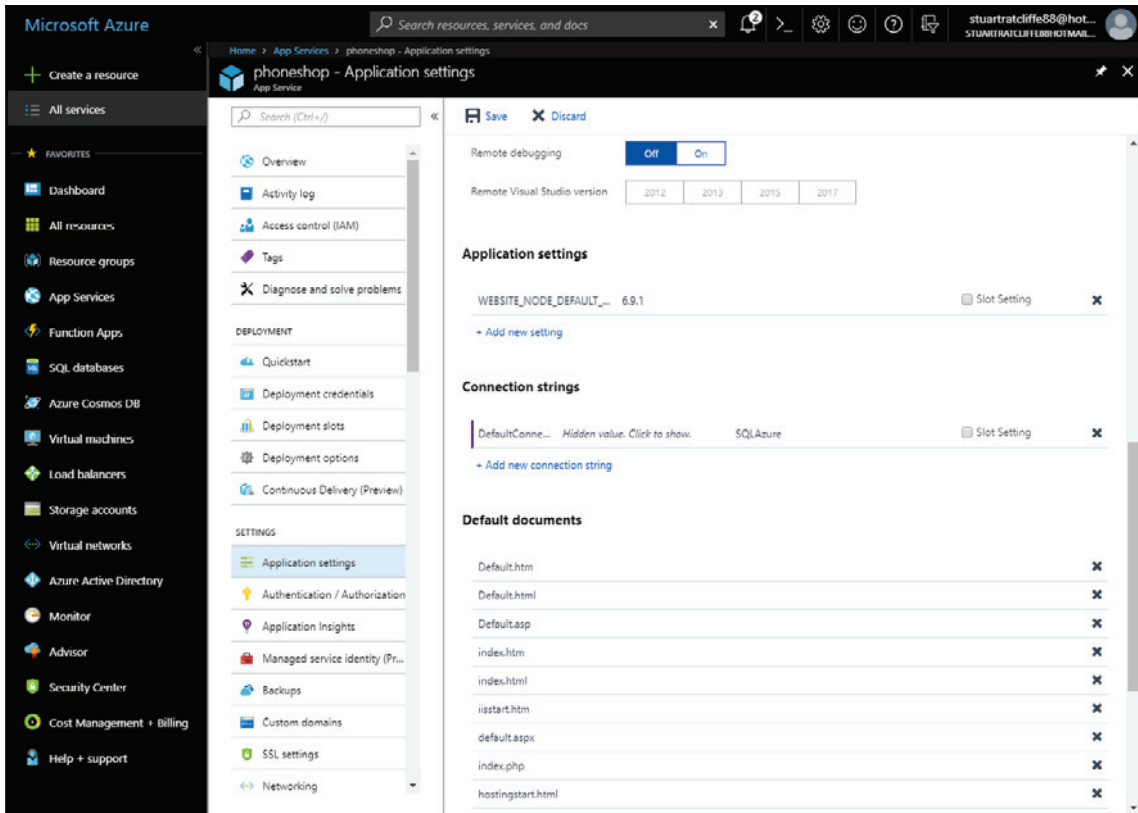 Microsoft Azure
Search resources, services, and docs
2
stuartratcliffe88@hot...
STUARTRATCLIFFE88HOTMAIL...
Home > App Services > phoneshop - Application settings
phoneshop - Application settings
App Service
Create a resource
All services
FAVORITES
Dashboard
All resources
Resource groups
App Services
Function Apps
SQL databases
Azure Cosmos DB
Virtual machines
Load balancers
Storage accounts
Virtual networks
Azure Active Directory
Monitor
Advisor
Security Center
Cost Management + Billing
Help + support
Search (Ctrl+/)
Overview
Activity log
Access control (IAM)
Tags
Diagnose and solve problems
DEPLOYMENT
Quickstart
Deployment credentials
Deployment slots
Deployment options
Continuous Delivery (Preview)
SETTINGS
Application settings
Authentication / Authorization
Application Insights
Managed service identity (Pr...
Backups
Custom domains
SSL settings
Networking
Save Discard
Remote debugging Off On
Remote Visual Studio version 2012 2013 2015 2017
Application settings
WEBSITE_NODE_DEFAULT_... 6.9.1 Slot Setting
+ Add new setting
Connection strings
DefaultConne... Hidden value. Click to show. SQLAzure Slot Setting
+ Add new connection string
Default documents
Default.htm
Default.html
Default.asp
index.htm
index.html
iisstart.htm
default.aspx
index.php
hostingstart.html